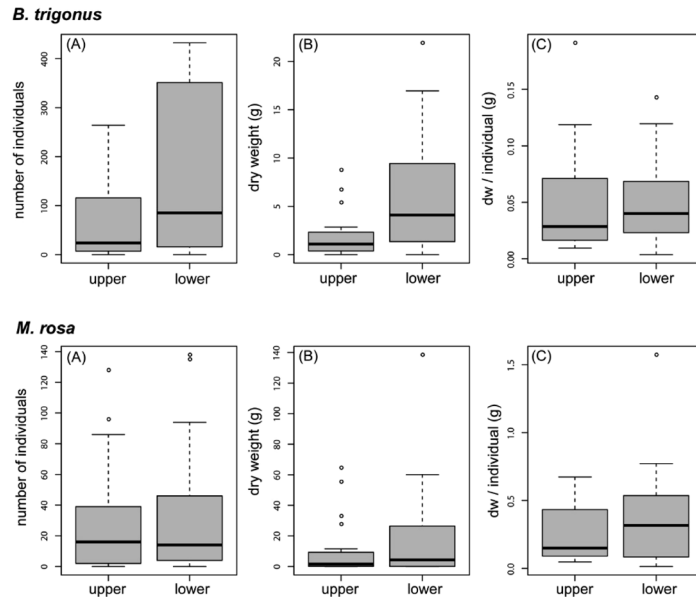 B. trigonus
(A) (B) (C)
number of individuals
0 100 200 300 400
upper lower
dry weight (g)
0 5 10 15 20
upper lower
dw / individual (g)
0.00 0.05 0.10 0.15
upper lower
M. rosa
(A) (B) (C)
number of individuals
0 20 40 60 80 100 120 140
upper lower
dry weight (g)
0 20 40 60 80 100 120 140
upper lower
dw / individual (g)
0.0 0.5 1.0 1.5
upper lower